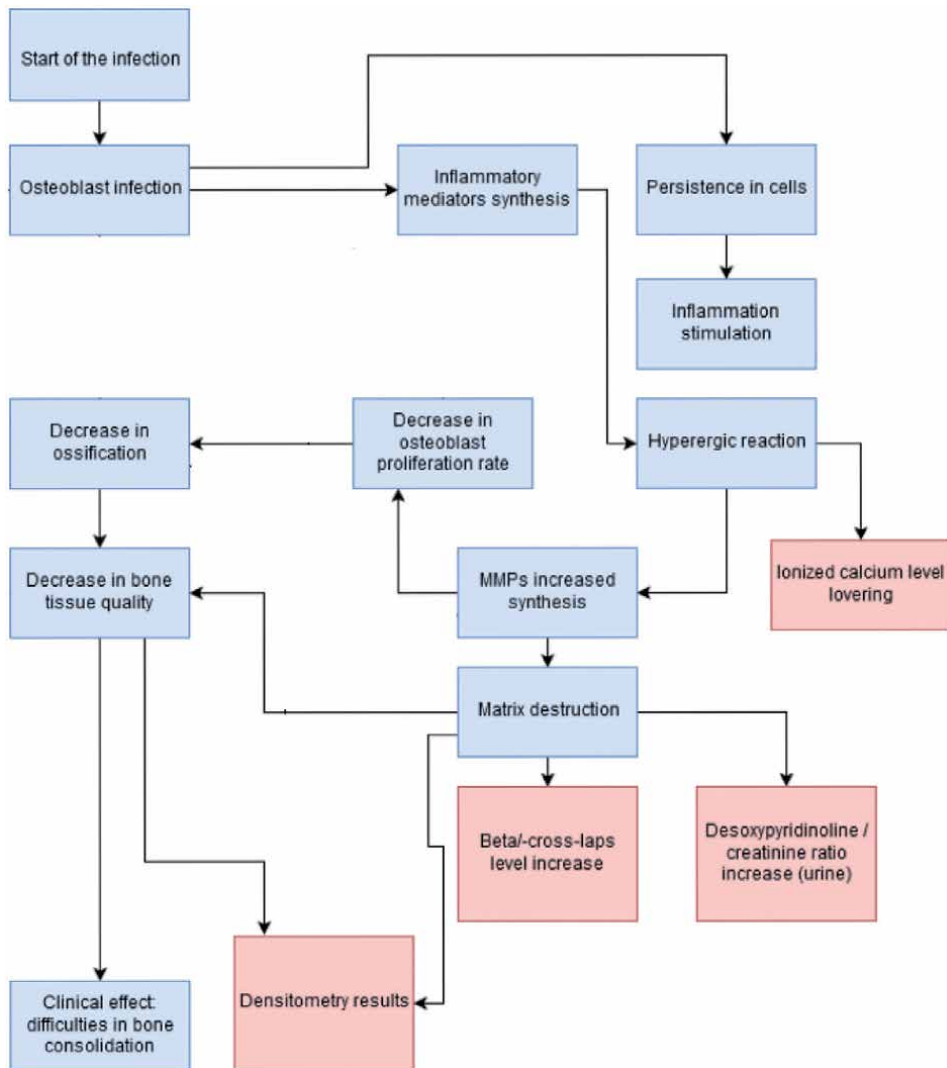 Start of the infection
Osteoblast infection
Inflammatory
mediators synthesis
Persistence in cells
Inflammation
stimulation
Decrease in
ossification
Decrease in
osteoblast
proliferation rate
Hyperergic reaction
Decrease in bone
tissue quality
MMPs increased
synthesis
Ionized calcium level
lovering
Matrix destruction
Beta/-cross-laps
level increase
Desoxypyridinoline /
creatinine ratio
increase (urine)
Densitometry results
Clinical effect:
difficulties in bone
consolidation